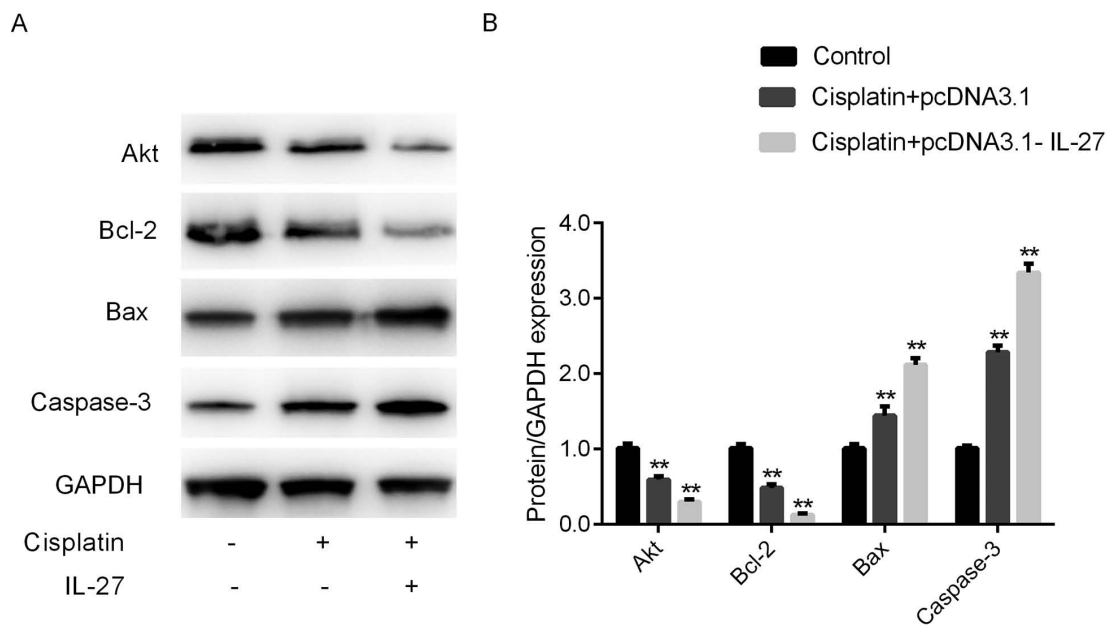 A
Akt
Bcl-2
Bax
Caspase-3
GAPDH
Cisplatin - + +
IL-27 - - +
B
Control
Cisplatin+pcDNA3.1
Cisplatin+pcDNA3.1- IL-27
Protein/GAPDH expression
4.0
3.0
2.0
1.0
0.0
** ** ** ** ** ** ** **
Akt Bcl-2 Bax Caspase-3